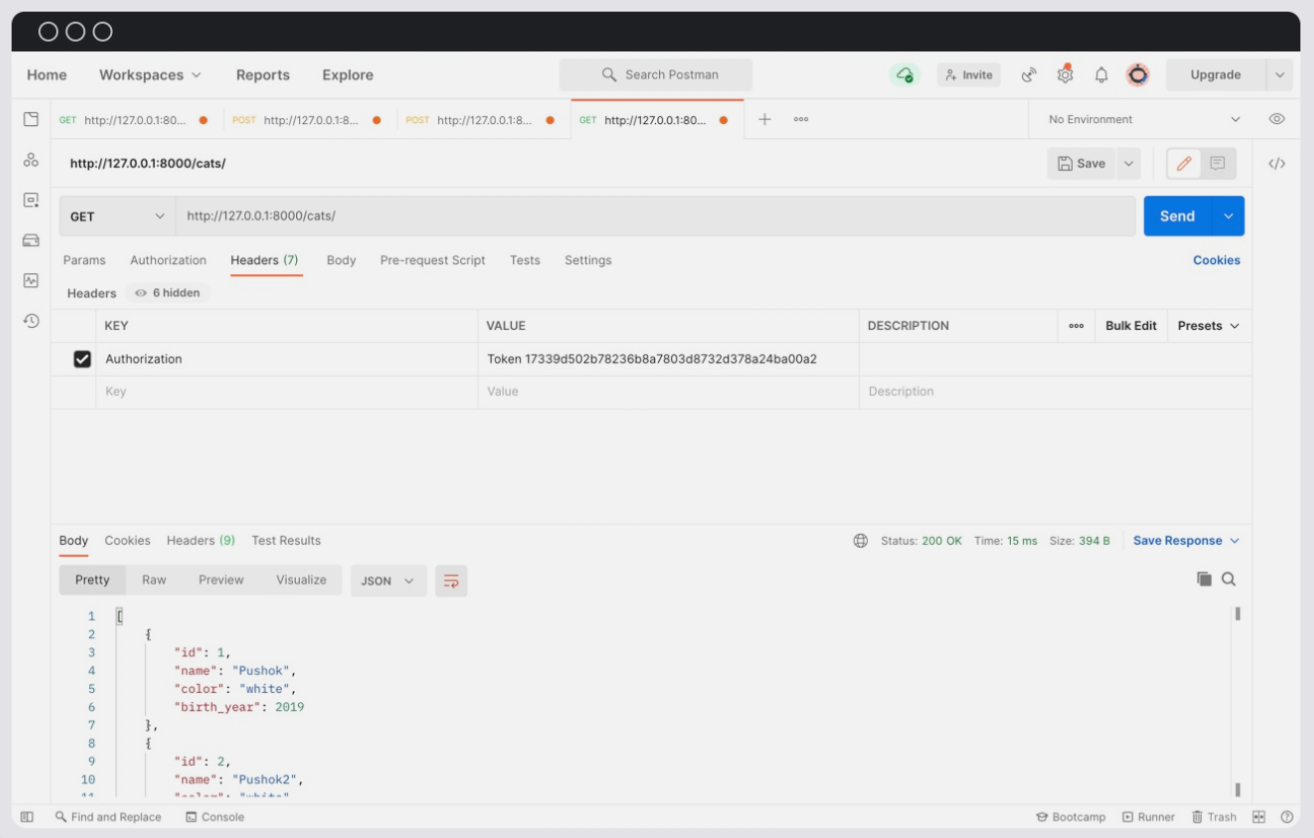 Home Workspaces Reports Explore Search Postman Invite Upgrade
GET http://127.0.0.1:80... POST http://127.0.0.1:8... POST http://127.0.0.1:8... GET http://127.0.0.1:80... No Environment
http://127.0.0.1:8000/cats/ Save
GET http://127.0.0.1:8000/cats/ Send
Params Authorization Headers (7) Body Pre-request Script Tests Settings Cookies
Headers 6 hidden
KEY VALUE DESCRIPTION Bulk Edit Presets
Authorization Token 17339d502b78236b8a7803d8732d378a24ba00a2
Key Value Description
Body Cookies Headers (9) Test Results Status: 200 OK Time: 15 ms Size: 394 B Save Response
Pretty Raw Preview Visualize JSON
1 [
2 {
3 "id": 1,
4 "name": "Pushok",
5 "color": "white",
6 "birth_year": 2019
7 },
8 {
9 "id": 2,
10 "name": "Pushok2",
11 "color": "white"
Find and Replace Console Bootcamp Runner Trash